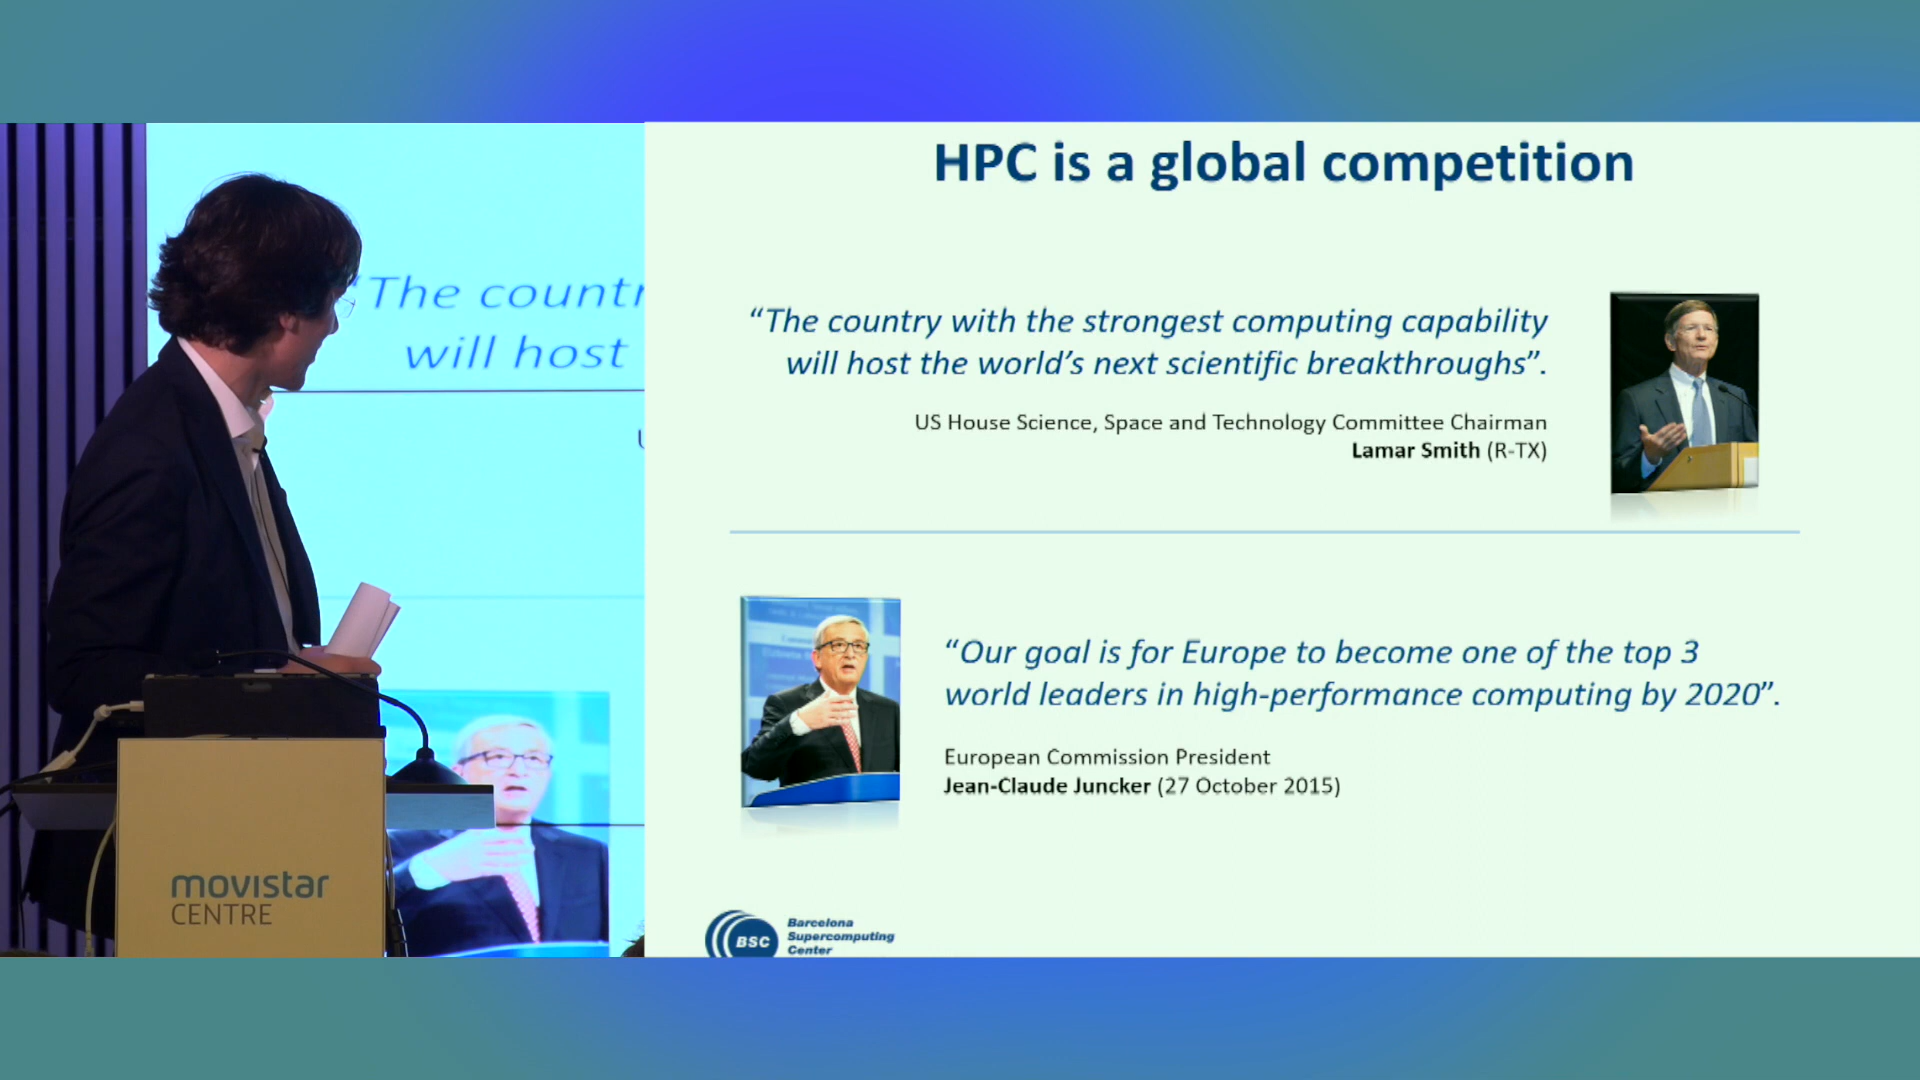 HPC is a global competition
“The country with the strongest computing capability
will host the world’s next scientific breakthroughs”.
US House Science, Space and Technology Committee Chairman
Lamar Smith (R-TX)
“Our goal is for Europe to become one of the top 3
world leaders in high-performance computing by 2020”.
European Commission President
Jean-Claude Juncker (27 October 2015)
BSC
Barcelona
Supercomputing
Center
“The countr
will host
movistar
CENTRE